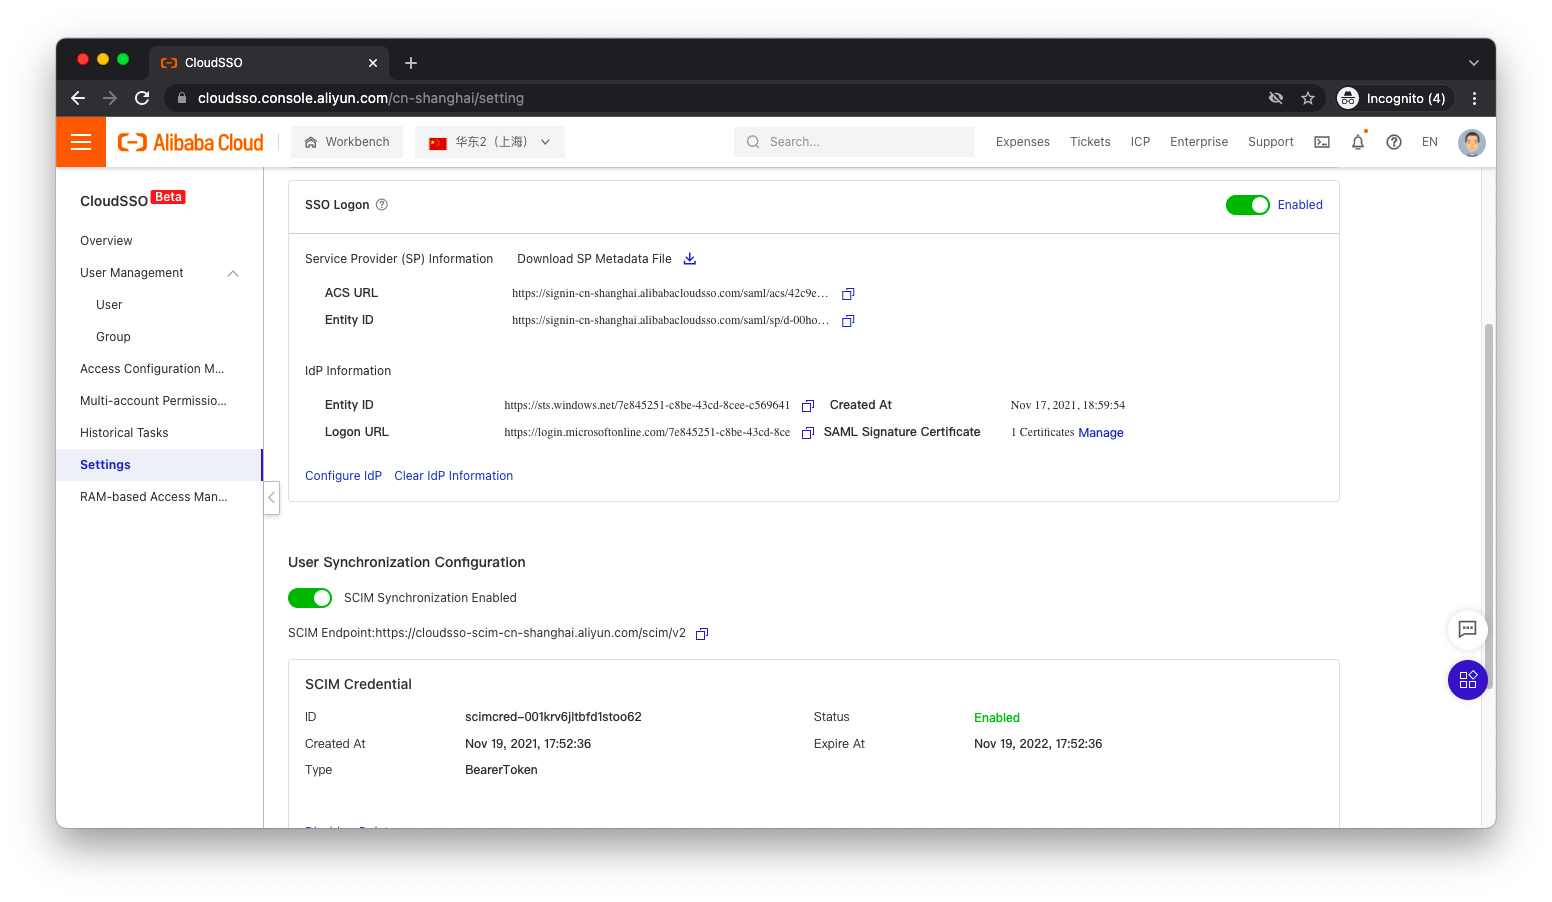 CloudSSO
cloudsso.console.aliyun.com/cn-shanghai/setting
Incognito (4)
Alibaba Cloud
Workbench
华东2（上海）
Search...
Expenses
Tickets
ICP
Enterprise
Support
EN
CloudSSO Beta
Overview
User Management
User
Group
Access Configuration M...
Multi-account Permissio...
Historical Tasks
Settings
RAM-based Access Man...
SSO Logon
Enabled
Service Provider (SP) Information Download SP Metadata File
ACS URL https://signin-cn-shanghai.alibabacloudsso.com/saml/acs/42c9e...
Entity ID https://signin-cn-shanghai.alibabacloudsso.com/saml/sp/d-00ho...
IdP Information
Entity ID https://sts.windows.net/7e845251-c8be-43cd-8cee-c569641 Created At Nov 17, 2021, 18:59:54
Logon URL https://login.microsoftonline.com/7e845251-c8be-43cd-8ce SAML Signature Certificate 1 Certificates Manage
Configure IdP Clear IdP Information
User Synchronization Configuration
SCIM Synchronization Enabled
SCIM Endpoint:https://cloudsso-scim-cn-shanghai.aliyun.com/scim/v2
SCIM Credential
ID scimcred-001krv6jltbfd1stoo62 Status Enabled
Created At Nov 19, 2021, 17:52:36 Expire At Nov 19, 2022, 17:52:36
Type BearerToken